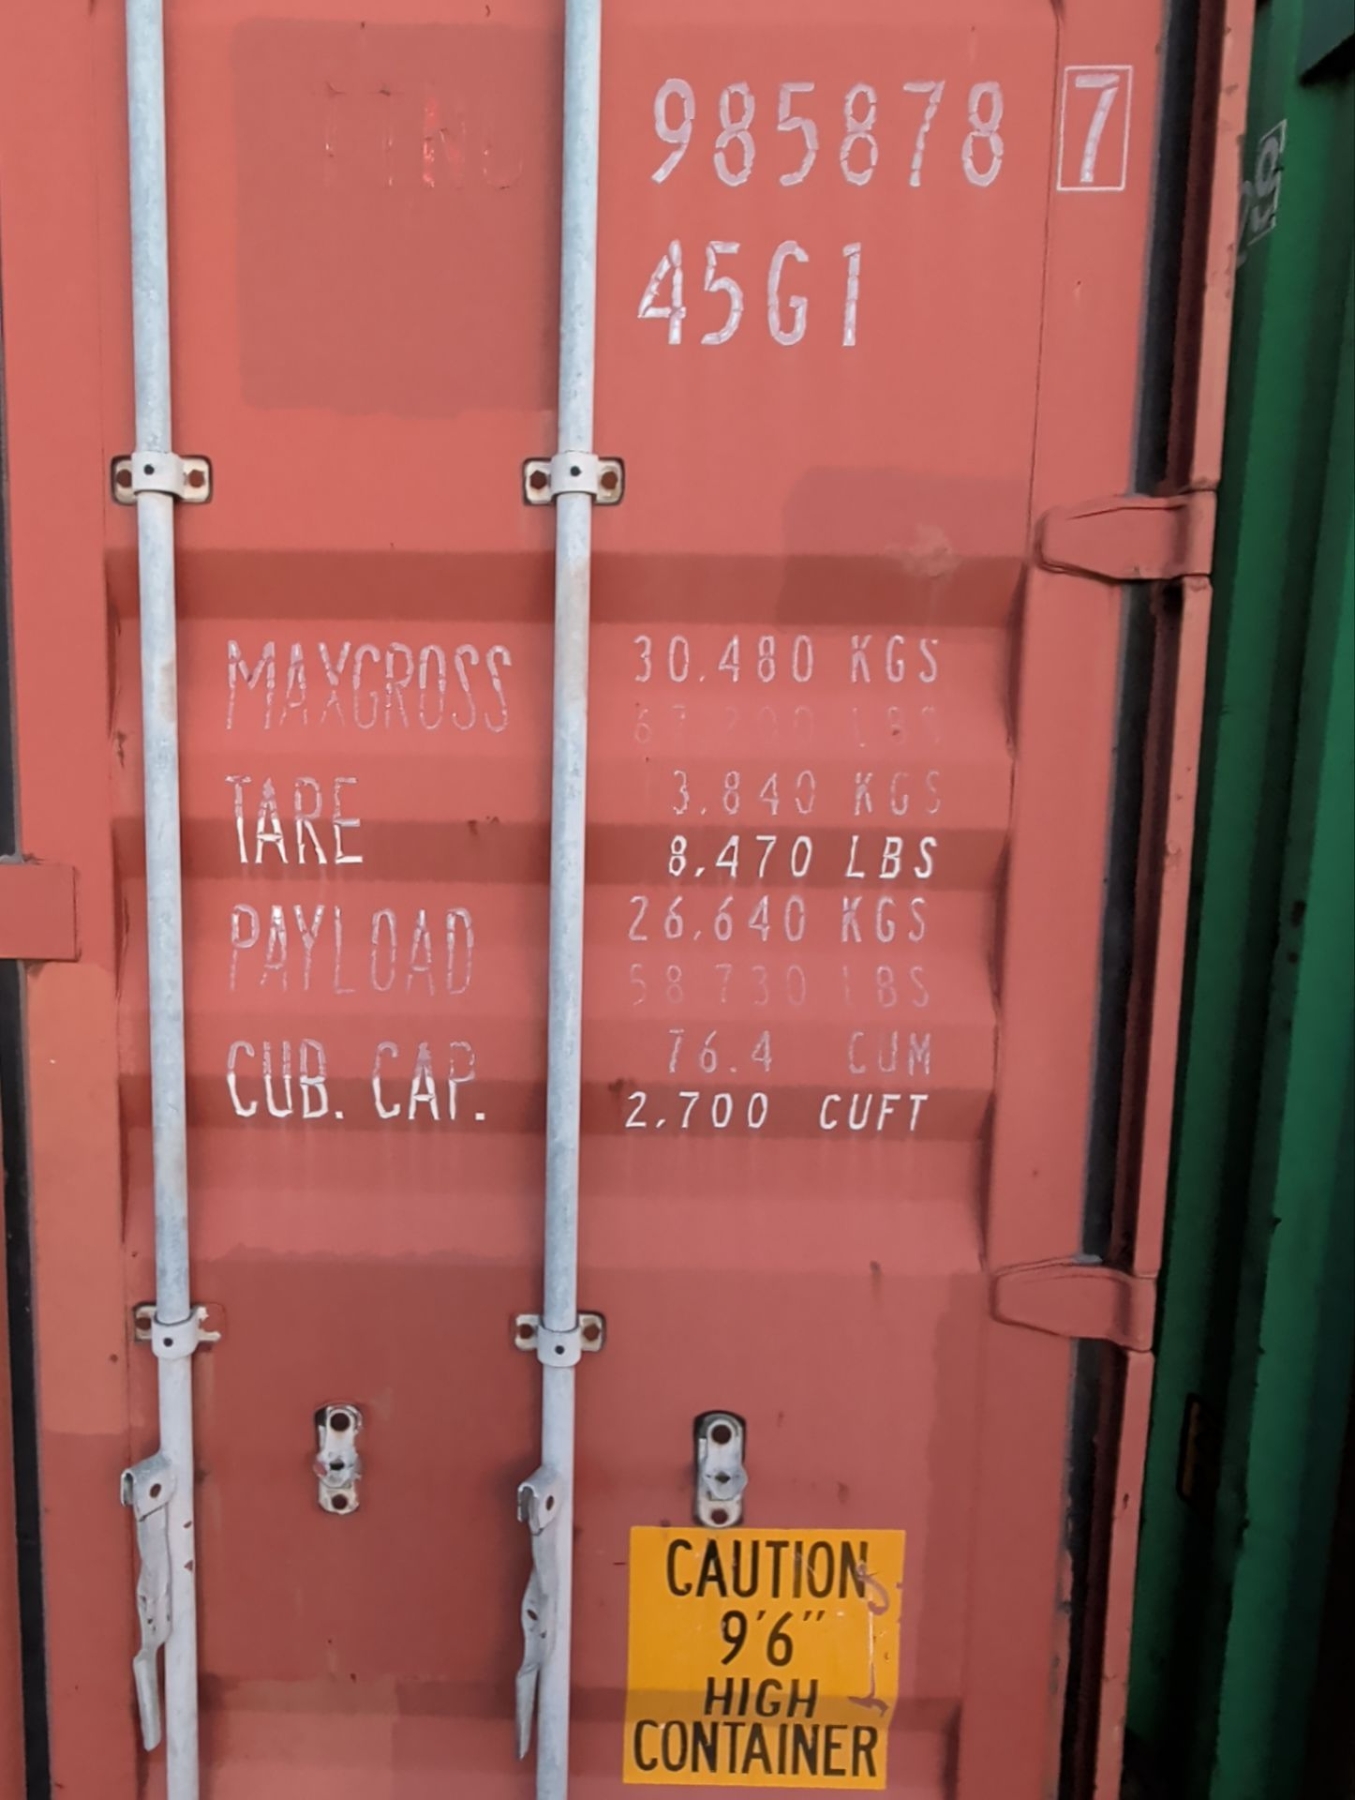 985878 7
45G1
MAXGROSS 30.480 KGS
LBS
TARE 3.840 KGS
8.470 LBS
PAYLOAD 26.640 KGS
58 730 LBS
CUB. CAP. 76.4 CUM
2.700 CUFT
CAUTION
9'6"
HIGH
CONTAINER